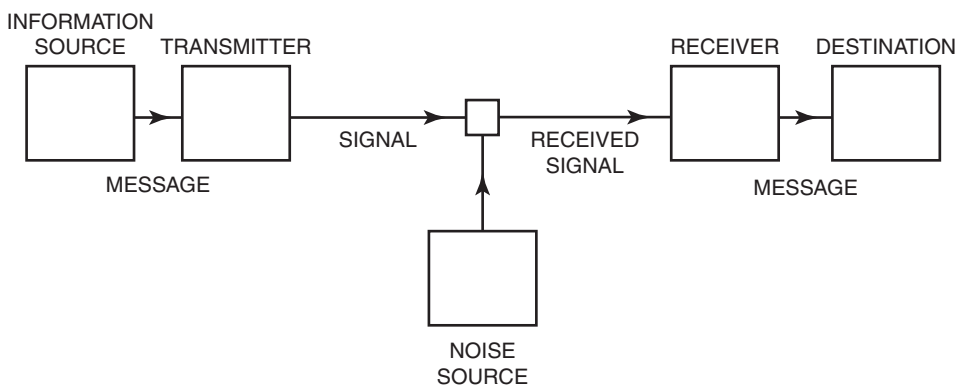 INFORMATION
SOURCE
TRANSMITTER
RECEIVER
DESTINATION
SIGNAL
RECEIVED
SIGNAL
MESSAGE
MESSAGE
NOISE
SOURCE